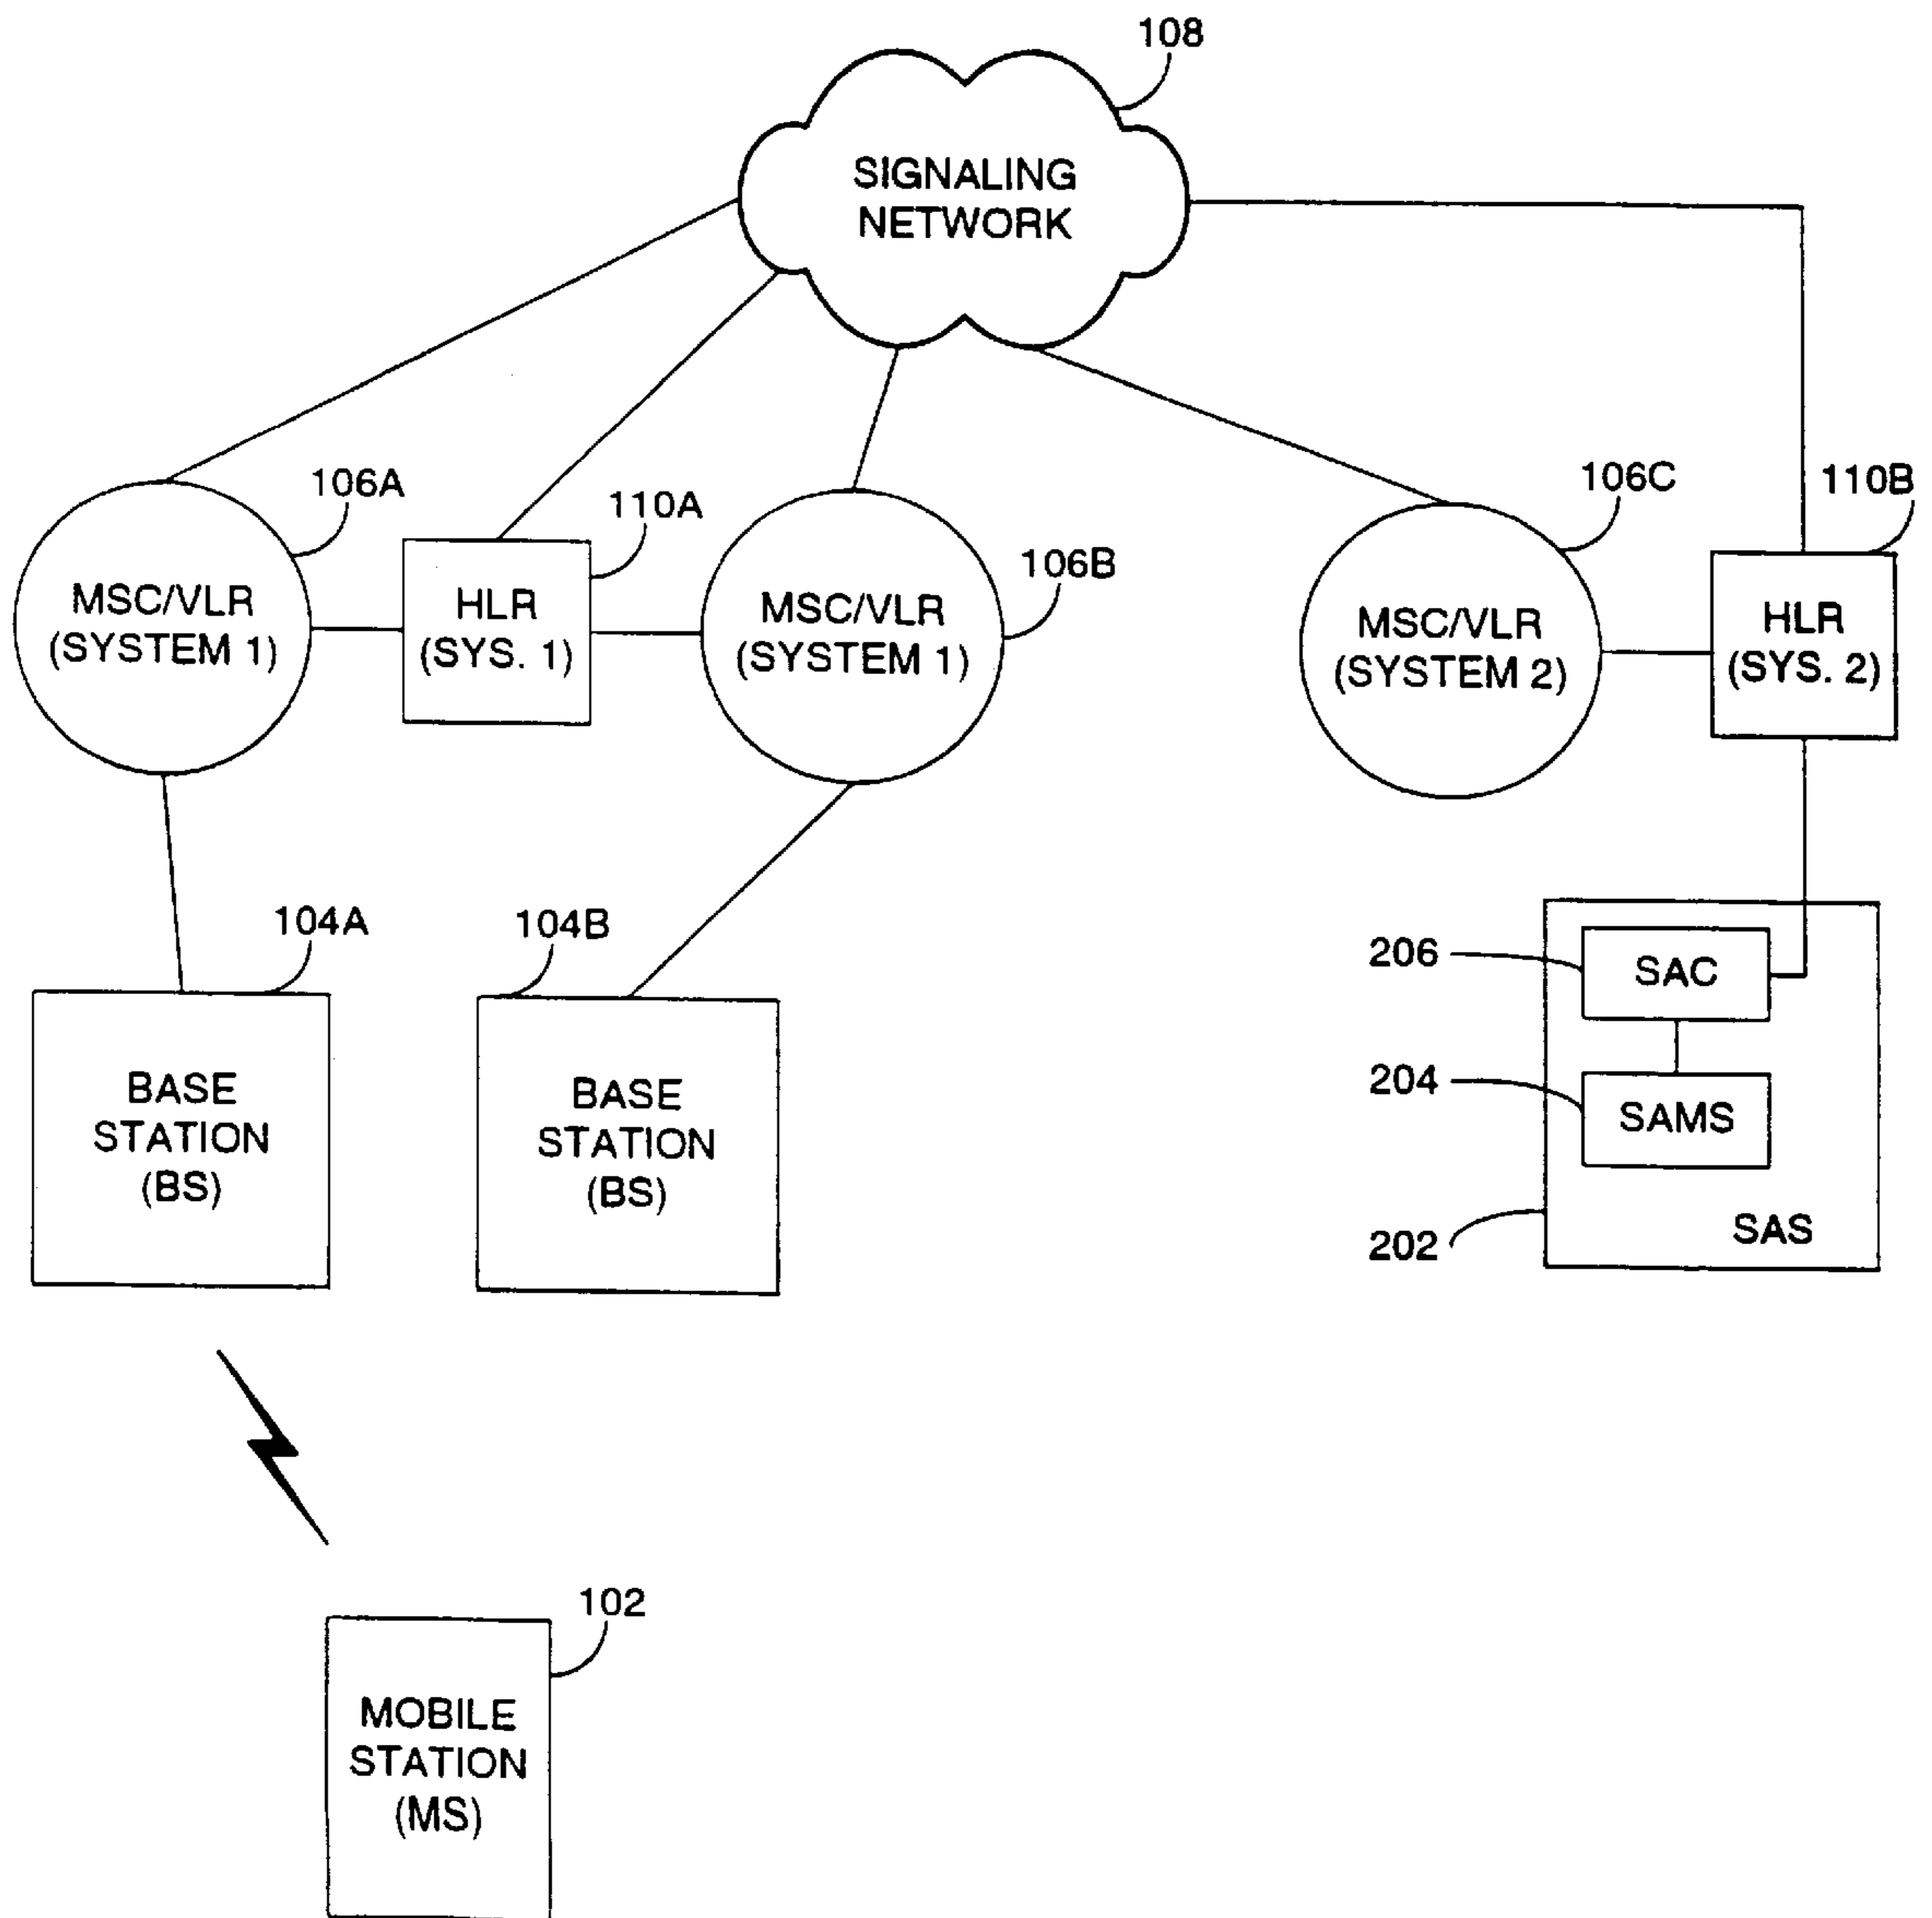 108
SIGNALING
NETWORK
106A
110A
106B
106C
110B
MSC/VLR
(SYSTEM 1)
HLR
(SYS. 1)
MSC/VLR
(SYSTEM 1)
MSC/VLR
(SYSTEM 2)
HLR
(SYS. 2)
104A
104B
BASE
STATION
(BS)
BASE
STATION
(BS)
206
SAC
204
SAMS
202
SAS
102
MOBILE
STATION
(MS)